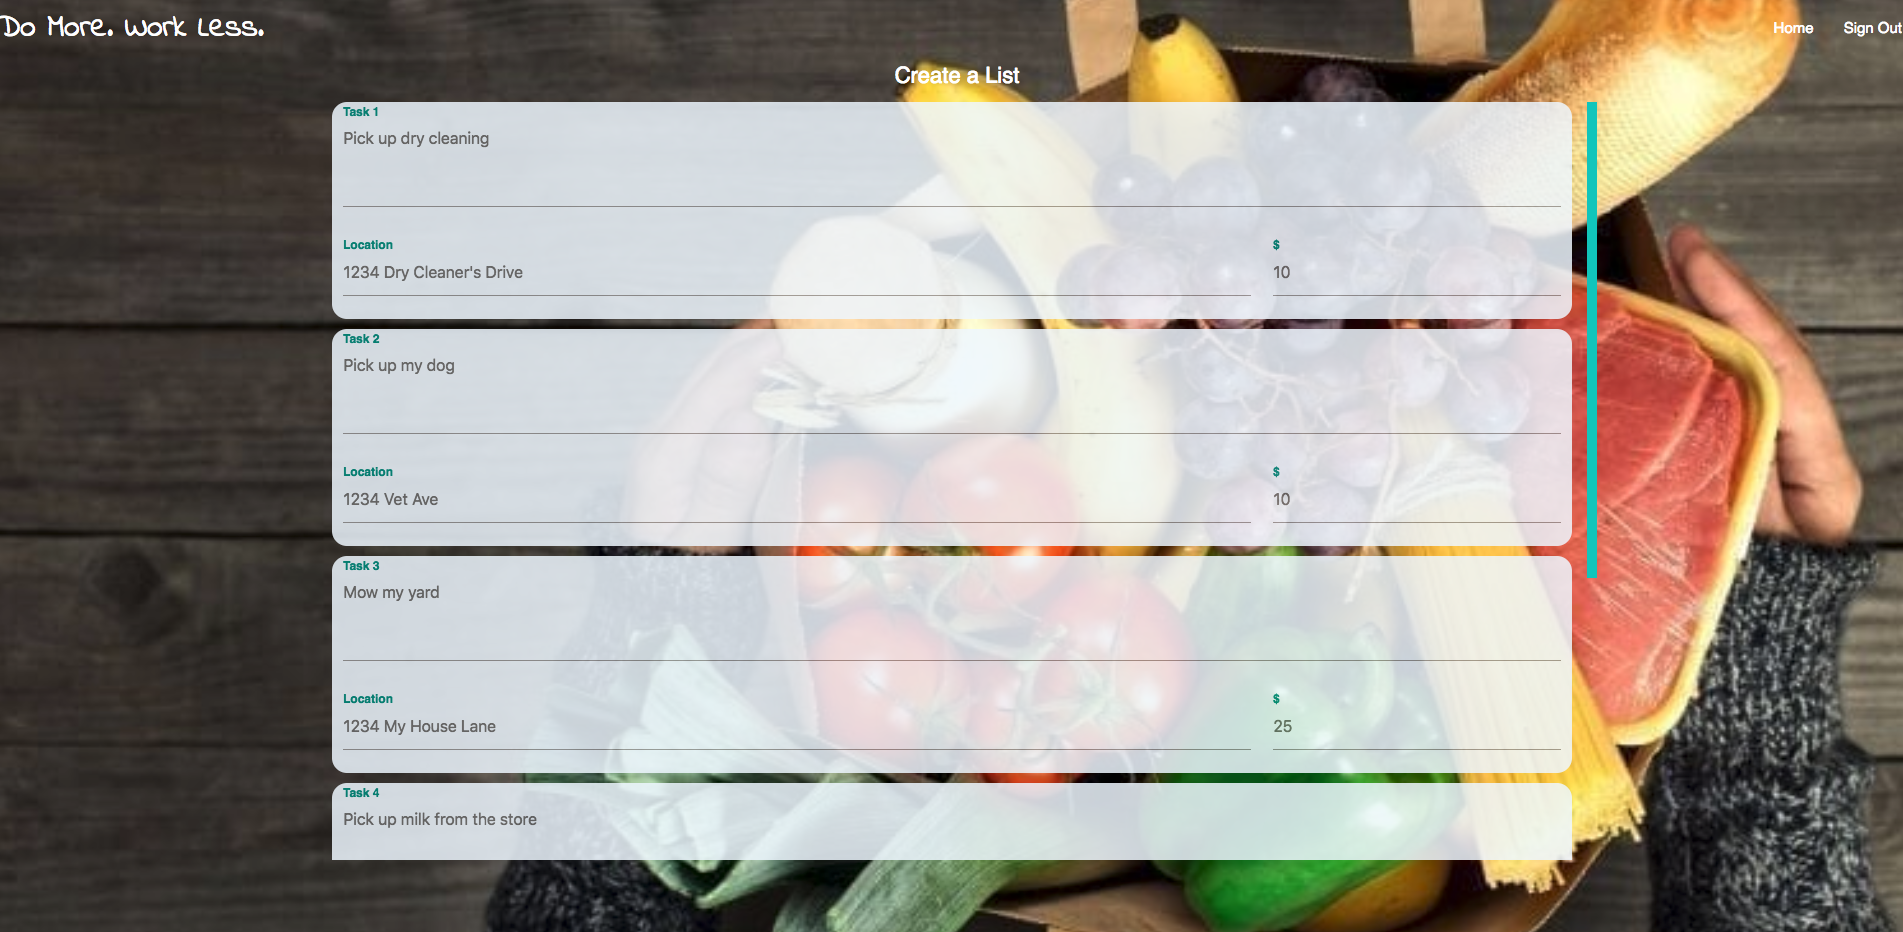 Do More. Work Less.
Home Sign Out
Create a List
Task 1
Pick up dry cleaning
Location $
1234 Dry Cleaner's Drive 10
Task 2
Pick up my dog
Location $
1234 Vet Ave 10
Task 3
Mow my yard
Location $
1234 My House Lane 25
Task 4
Pick up milk from the store